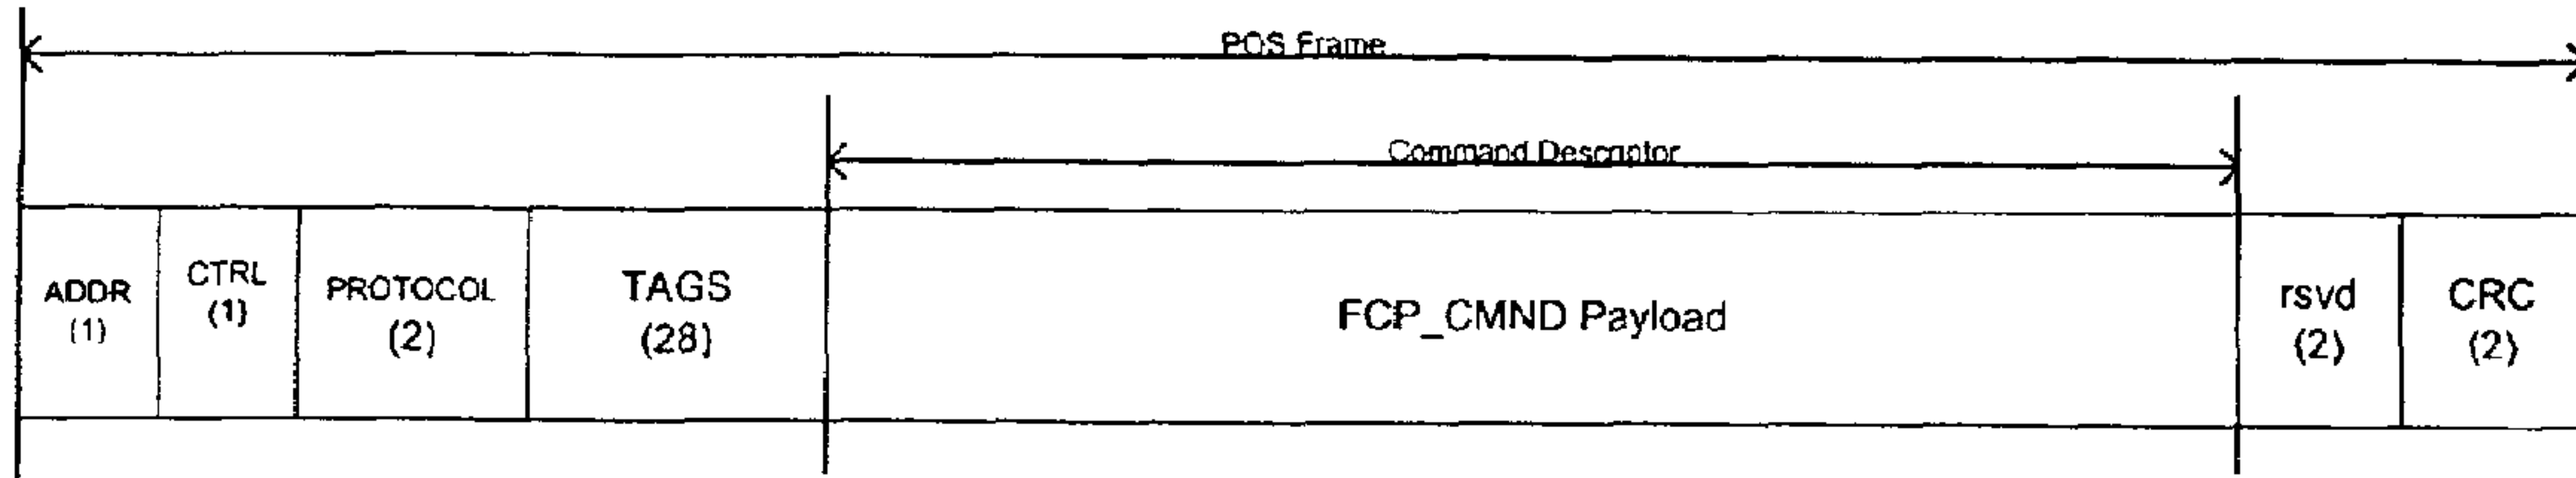 POS Frame
Command Descriptor
ADDR
(1)
CTRL
(1)
PROTOCOL
(2)
TAGS
(28)
FCP_CMND Payload
rsvd
(2)
CRC
(2)